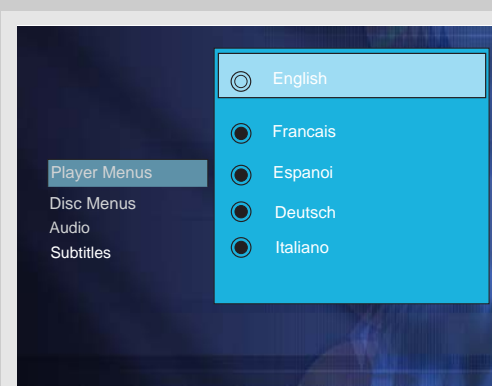 English
Francais
Espanoi
Deutsch
Italiano
Player Menus
Disc Menus
Audio
Subtitles